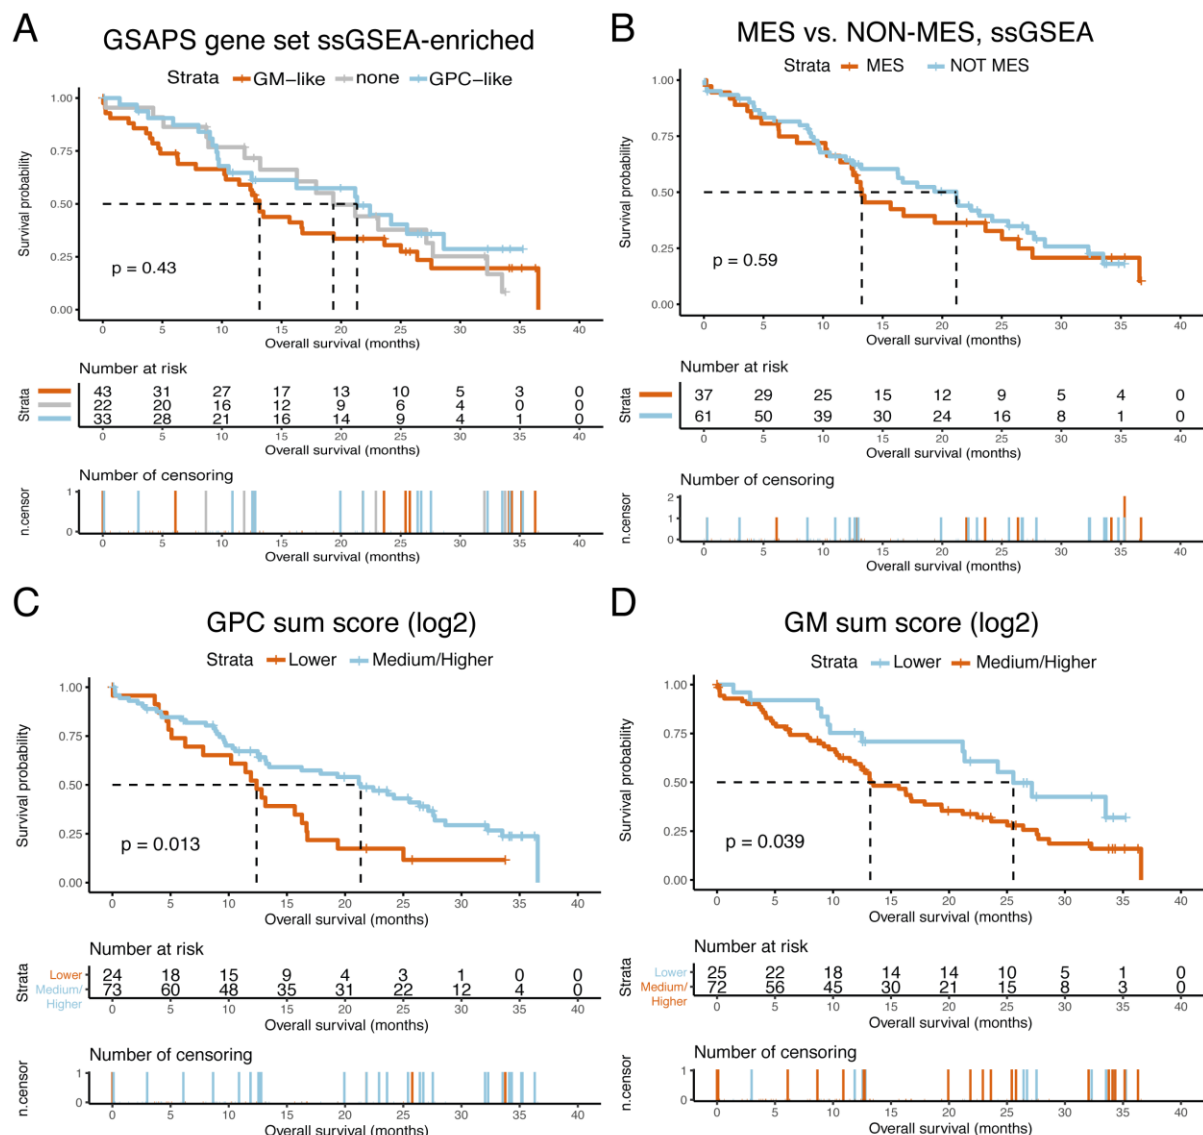 A
GSAPS gene set ssGSEA-enriched
Strata GM-like none GPC-like
Survival probability
1.00
0.75
0.50
0.25
0.00
p = 0.43
0 5 10 15 20 25 30 35 40
Overall survival (months)
Number at risk
Strata
43 31 27 17 13 10 5 3 0
22 20 16 12 9 6 4 0 0
33 28 21 16 14 9 4 1 0
0 5 10 15 20 25 30 35 40
Overall survival (months)
Number of censoring
n.censor
1
0
0 5 10 15 20 25 30 35 40
Overall survival (months)
B
MES vs. NON-MES, ssGSEA
Strata MES NOT MES
Survival probability
1.00
0.75
0.50
0.25
0.00
p = 0.59
0 5 10 15 20 25 30 35 40
Overall survival (months)
Number at risk
Strata
37 29 25 15 12 9 5 4 0
61 50 39 30 24 16 8 1 0
0 5 10 15 20 25 30 35 40
Overall survival (months)
Number of censoring
n.censor
2
1
0
0 5 10 15 20 25 30 35 40
Overall survival (months)
C
GPC sum score (log2)
Strata Lower Medium/Higher
Survival probability
1.00
0.75
0.50
0.25
0.00
p = 0.013
0 5 10 15 20 25 30 35 40
Overall survival (months)
Number at risk
Strata
Lower 24 18 15 9 4 3 1 0 0
Medium/ 73 60 48 35 31 22 12 4 0
Higher
0 5 10 15 20 25 30 35 40
Overall survival (months)
Number of censoring
n.censor
1
0
0 5 10 15 20 25 30 35 40
Overall survival (months)
D
GM sum score (log2)
Strata Lower Medium/Higher
Survival probability
1.00
0.75
0.50
0.25
0.00
p = 0.039
0 5 10 15 20 25 30 35 40
Overall survival (months)
Number at risk
Strata
Lower 25 22 18 14 14 10 5 1 0
Medium/ 72 56 45 30 21 15 8 3 0
Higher
0 5 10 15 20 25 30 35 40
Overall survival (months)
Number of censoring
n.censor
1
0
0 5 10 15 20 25 30 35 40
Overall survival (months)